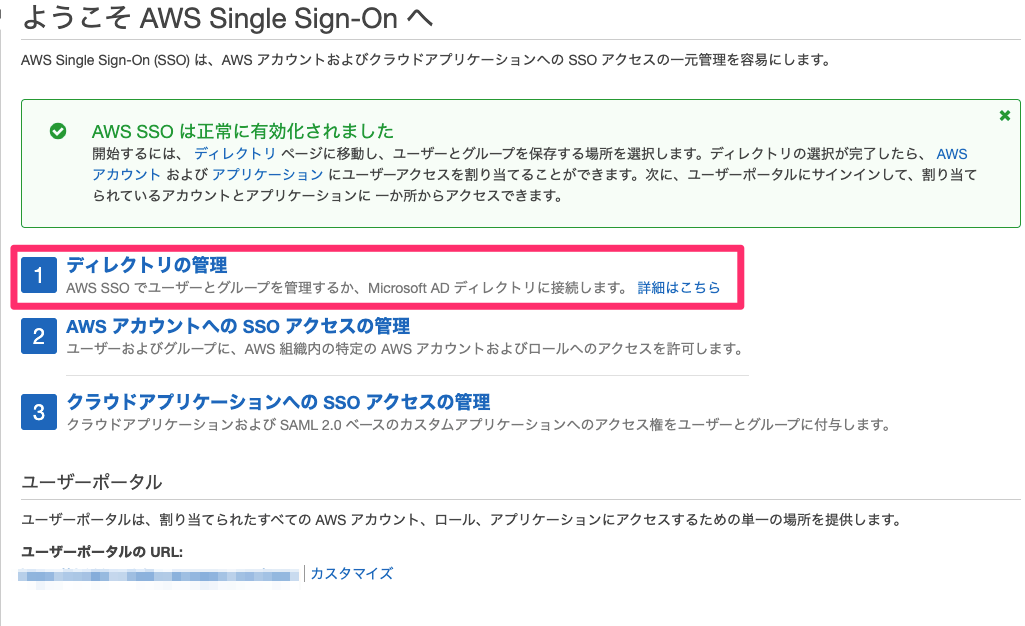 ようこそ AWS Single Sign-On へ
AWS Single Sign-On (SSO) は、AWS アカウントおよびクラウドアプリケーションへの SSO アクセスの一元管理を容易にします。
AWS SSO は正常に有効化されました
開始するには、 ディレクトリ ページに移動し、ユーザーとグループを保存する場所を選択します。ディレクトリの選択が完了したら、 AWS
アカウント および アプリケーション にユーザーアクセスを割り当てることができます。次に、ユーザーポータルにサインインして、割り当て
られているアカウントとアプリケーションに 一か所からアクセスできます。
1 ディレクトリの管理
AWS SSO でユーザーとグループを管理するか、Microsoft AD ディレクトリに接続します。 詳細はこちら
2 AWS アカウントへの SSO アクセスの管理
ユーザーおよびグループに、AWS 組織内の特定の AWS アカウントおよびロールへのアクセスを許可します。
3 クラウドアプリケーションへの SSO アクセスの管理
クラウドアプリケーションおよび SAML 2.0 ベースのカスタムアプリケーションへのアクセス権をユーザーとグループに付与します。
ユーザーポータル
ユーザーポータルは、割り当てられたすべての AWS アカウント、ロール、アプリケーションにアクセスするための単一の場所を提供します。
ユーザーポータルの URL:
カスタマイズ